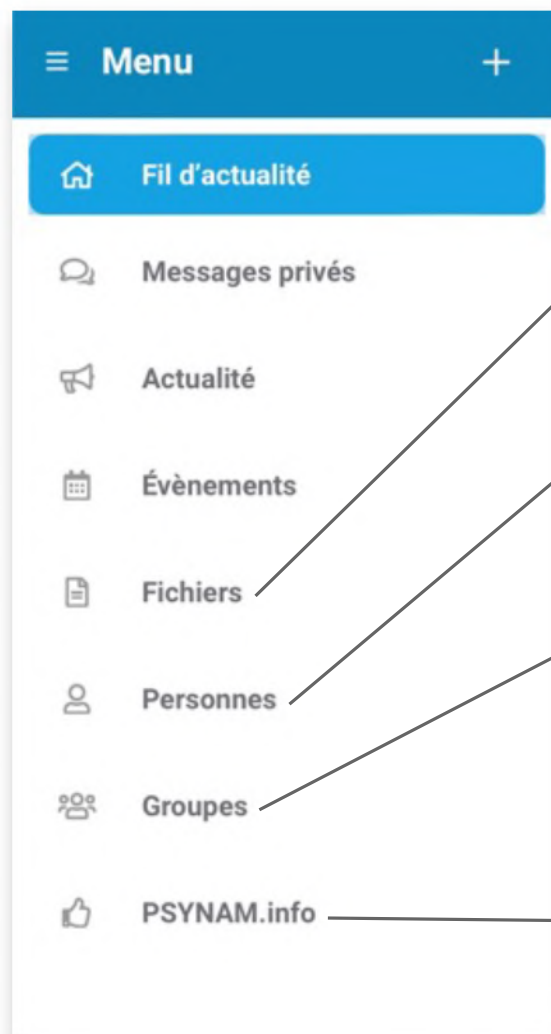 Menu
Fil d’actualité
Messages privés
Actualité
Évènements
Fichiers
Personnes
Groupes
PSYNAM.info